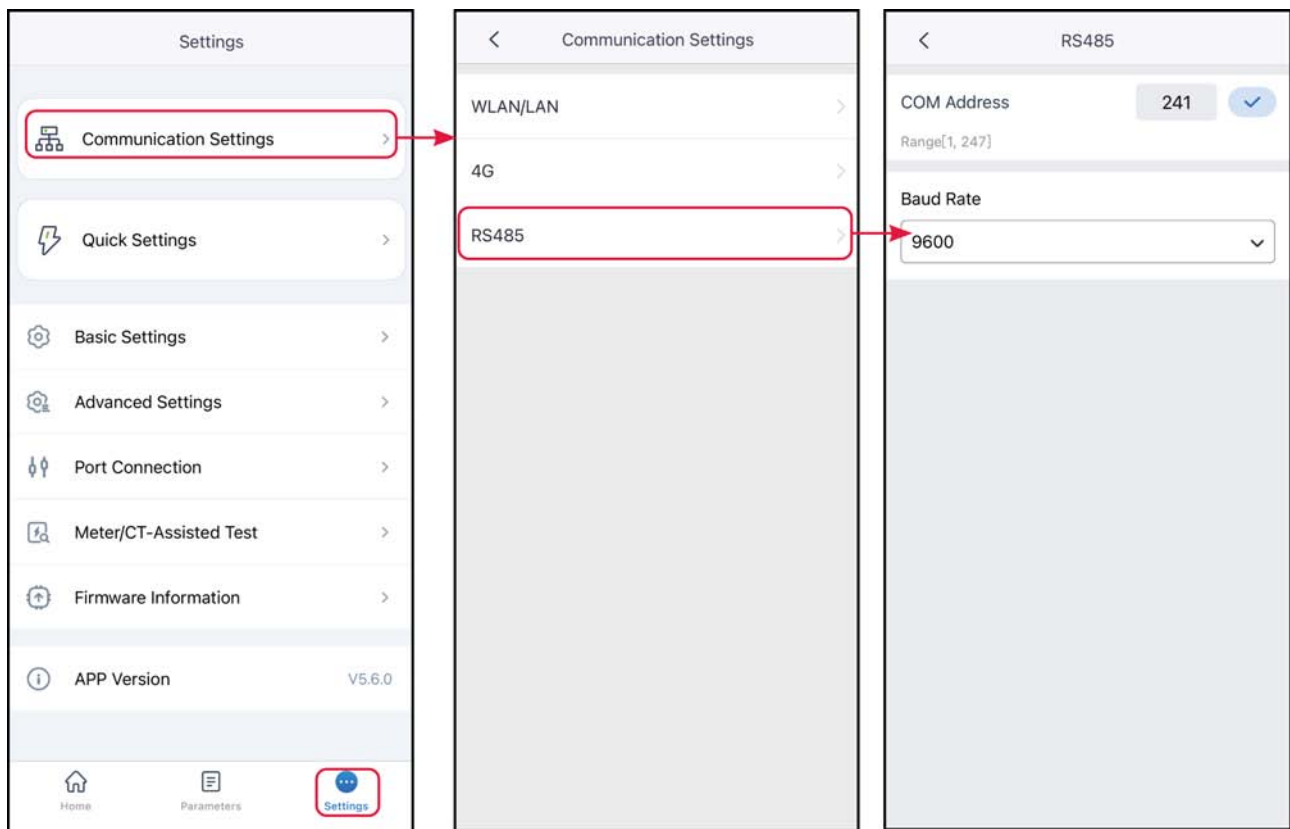 Settings
Communication Settings
Quick Settings
Basic Settings
Advanced Settings
Port Connection
Meter/CT-Assisted Test
Firmware Information
APP Version V5.6.0
Home Parameters Settings
Communication Settings
WLAN/LAN
4G
RS485
RS485
COM Address 241
Range[1, 247]
Baud Rate
9600